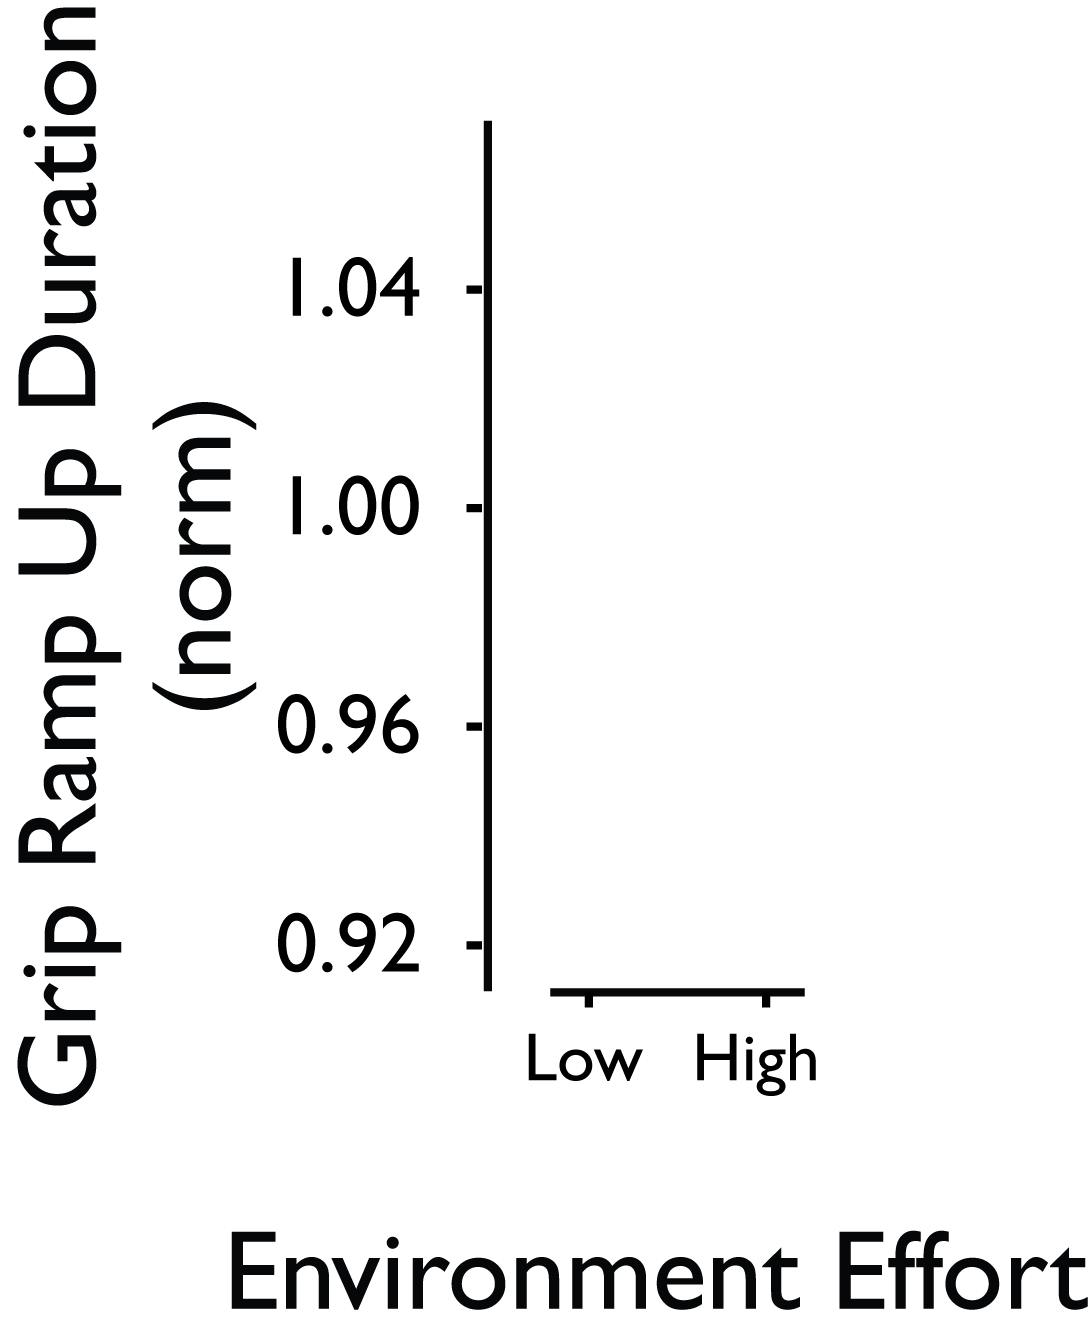 Grip Ramp Up Duration
(norm)
1.04
1.00
0.96
0.92
Low High
Environment Effort